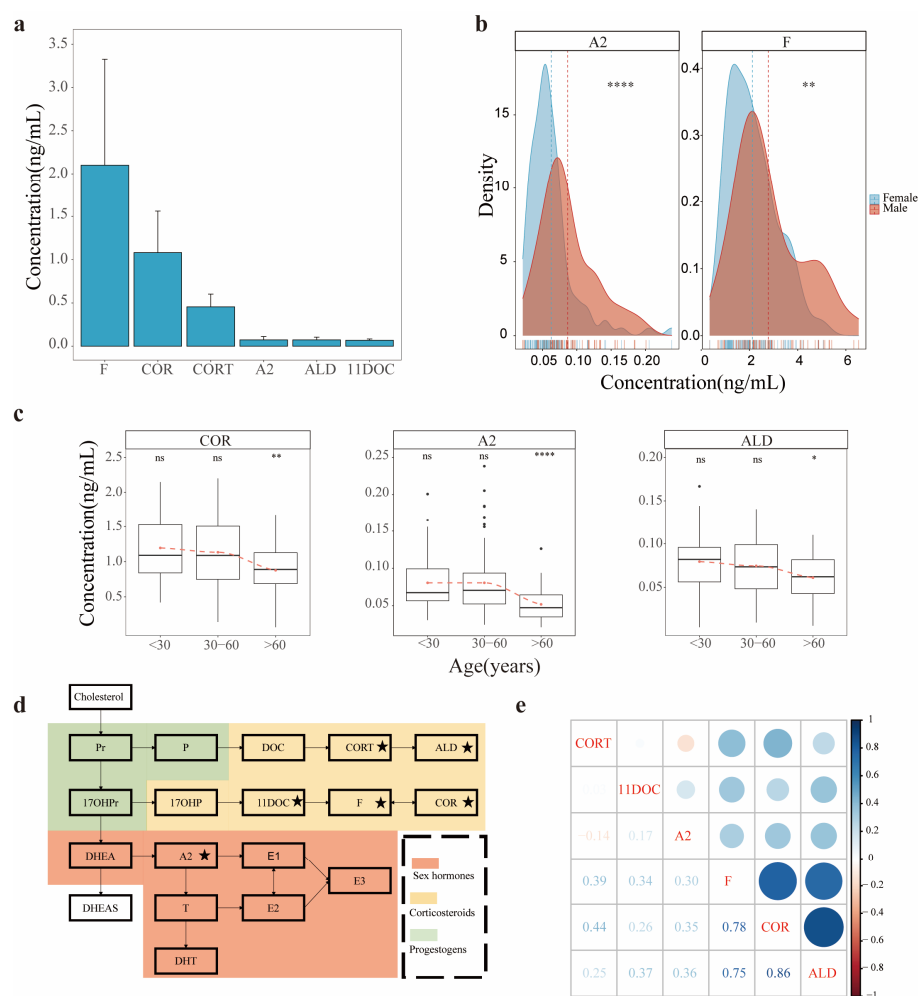 a
Concentration(ng/mL)
3.5
3.0
2.5
2.0
1.5
1.0
0.5
0.0
F COR CORT A2 ALD 11DOC
b
A2 F
**** **
Density
15
10
5
0
0.4
0.3
0.2
0.1
0.0
0.05 0.10 0.15 0.20
0 2 4 6
Concentration(ng/mL)
Female
Male
c
Concentration(ng/mL)
COR
ns ns **
2.5
2.0
1.5
1.0
0.5
<30 30−60 >60
A2
ns ns ****
0.25
0.20
0.15
0.10
0.05
<30 30−60 >60
ALD
ns ns *
0.20
0.15
0.10
0.05
<30 30−60 >60
Age(years)
d
Cholesterol
Pr P DOC CORT ALD
17OHPr 17OHP 11DOC F COR
DHEA A2 E1
E3
DHEAS T E2
DHT
Sex hormones
Corticosteroids
Progestogens
e
CORT
11DOC
−0.14 0.17 A2
0.39 0.34 0.30 F
0.44 0.26 0.35 0.78 COR
0.25 0.37 0.36 0.75 0.86 ALD
1
0.8
0.6
0.4
0.2
0
−0.2
−0.4
−0.6
−0.8
−1